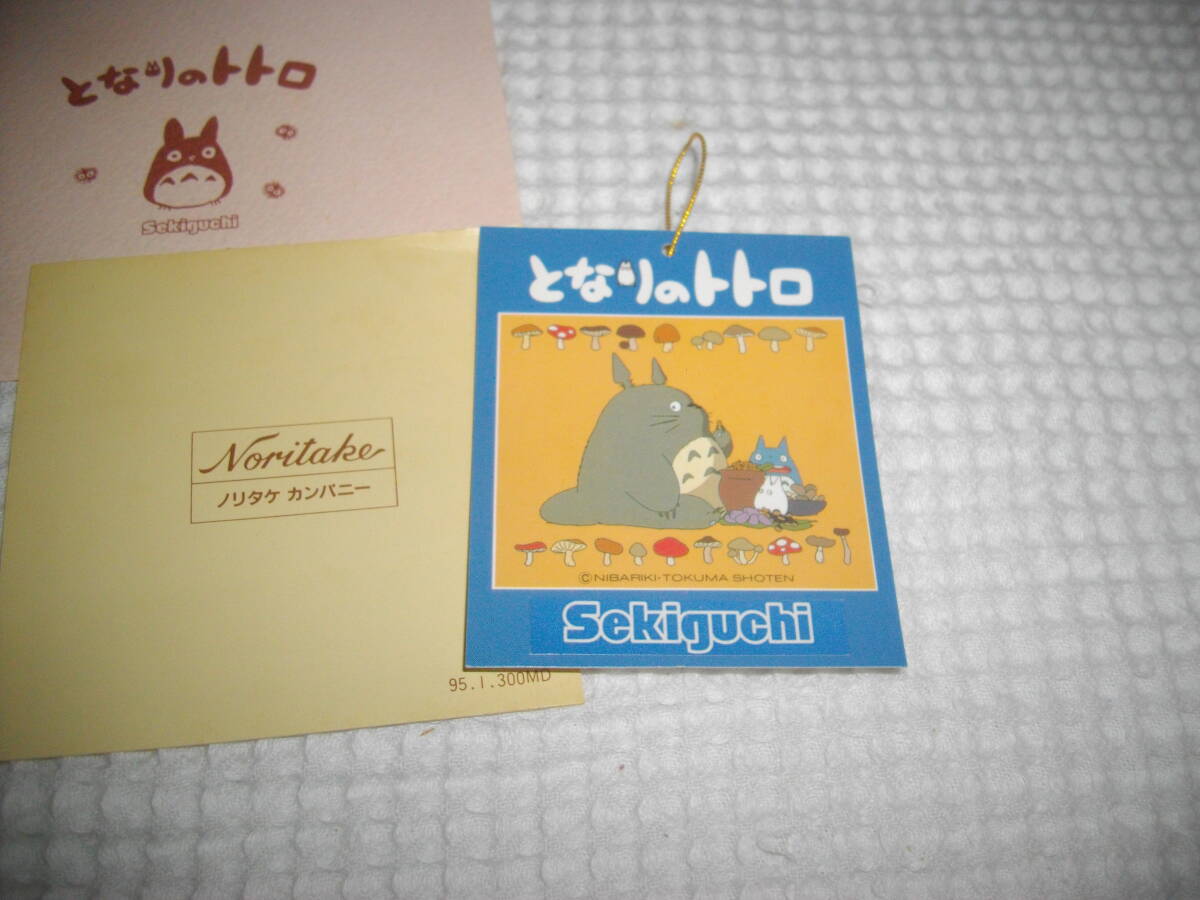 となりのトトロ
Sekiguchi
Noritake
ノリタケ カンパニー
95.1.300MD
となりのトトロ
©NIBARIKI・TOKUMA SHOTEN
Sekiguchi